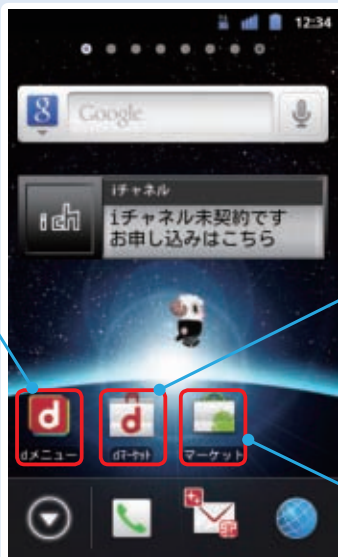 12:34
8 Google
iチャネル
i ch
iチャネル未契約です
お申し込みはこちら
d
d
dメニュー
dマーケット
マーケット